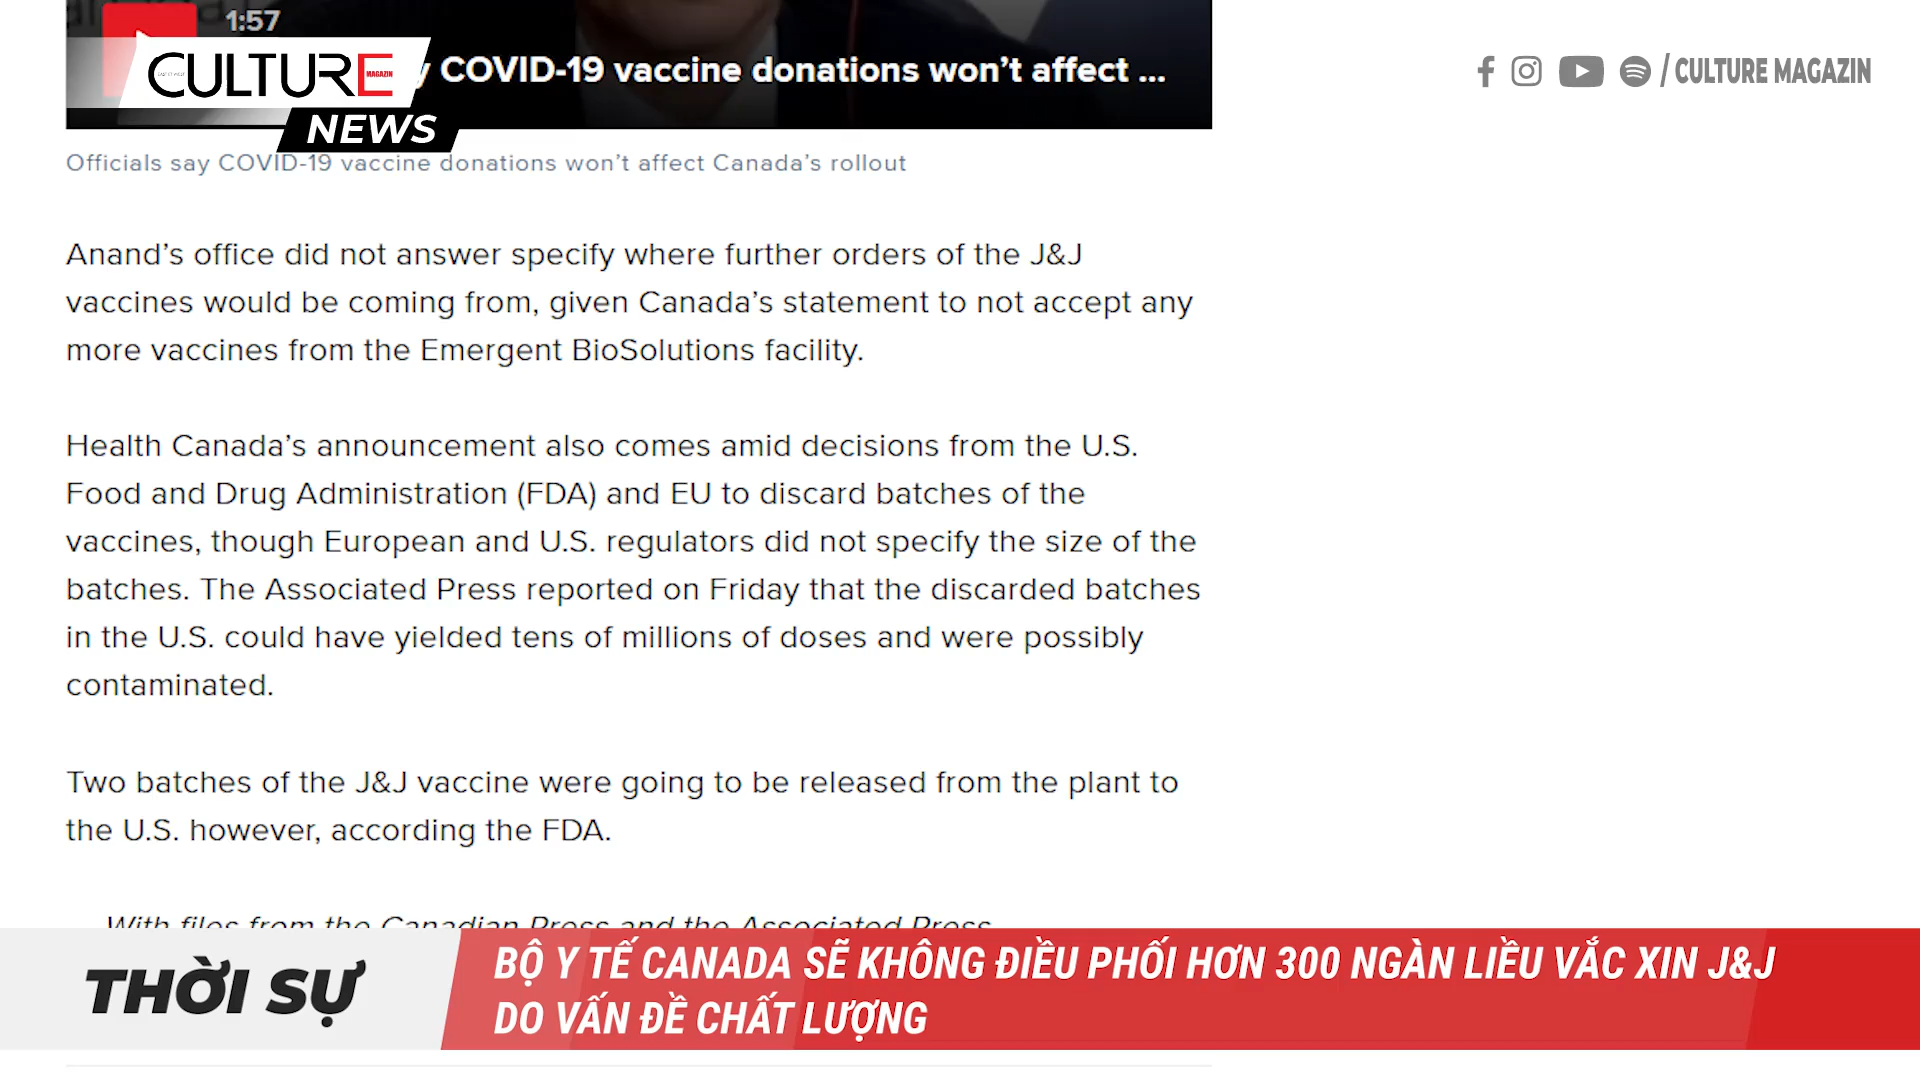 1:57
CULTURE
MAGAZIN
NEWS
COVID-19 vaccine donations won’t affect ...
/ CULTURE MAGAZIN
Officials say COVID-19 vaccine donations won’t affect Canada’s rollout
Anand’s office did not answer specify where further orders of the J&J
vaccines would be coming from, given Canada’s statement to not accept any
more vaccines from the Emergent BioSolutions facility.
Health Canada’s announcement also comes amid decisions from the U.S.
Food and Drug Administration (FDA) and EU to discard batches of the
vaccines, though European and U.S. regulators did not specify the size of the
batches. The Associated Press reported on Friday that the discarded batches
in the U.S. could have yielded tens of millions of doses and were possibly
contaminated.
Two batches of the J&J vaccine were going to be released from the plant to
the U.S. however, according the FDA.
With files from the Canadian Press and the Associated Press
THỜI SỰ
BỘ Y TẾ CANADA SẼ KHÔNG ĐIỀU PHỐI HƠN 300 NGÀN LIỀU VẮC XIN J&J
DO VẤN ĐỀ CHẤT LƯỢNG